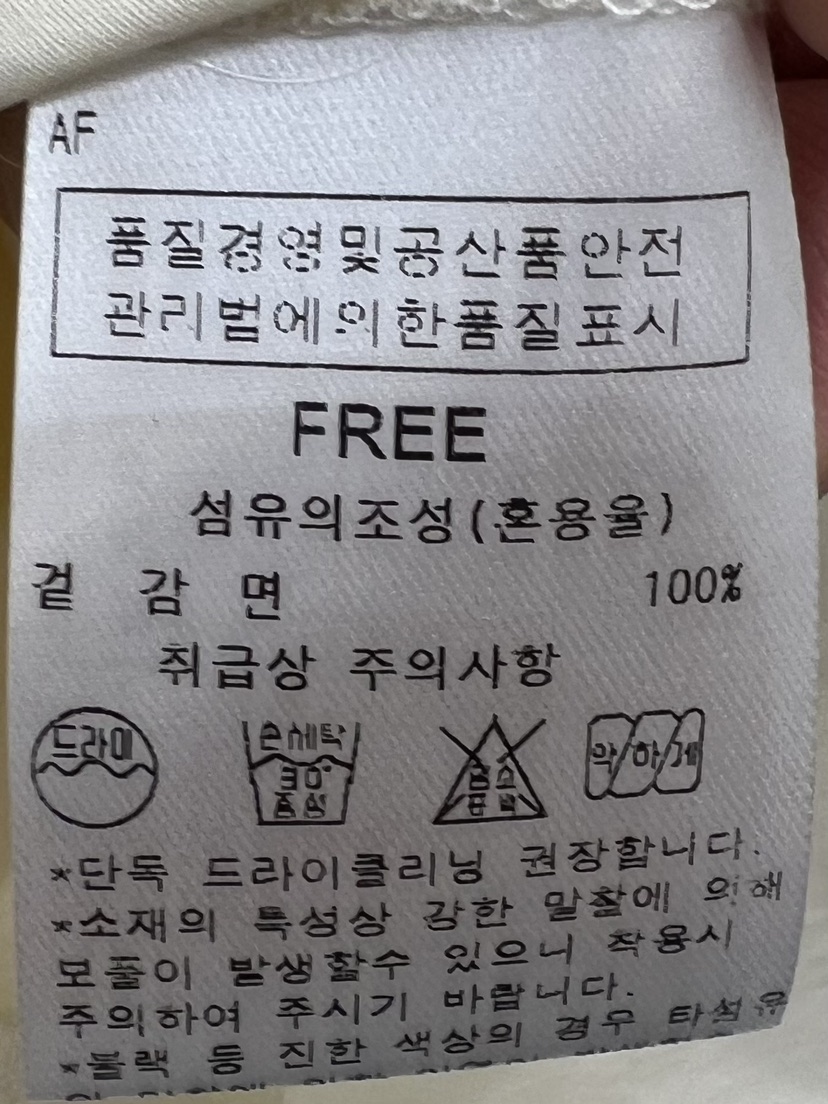 AF
품질경영및공산품안전
관리법에의한품질표시
FREE
섬유의조성(혼용율)
겉 감 면 100%
취급상 주의사항
드라이
손세탁
30°
중성
염소
표백
약하게
*단독 드라이클리닝 권장합니다.
*소재의 특성상 강한 말찰에 의해
모풀이 발생할수 있으니 착용시
주의하여 주시기 바랍니다.
*블랙 등 진한 색상의 경우 타섬유